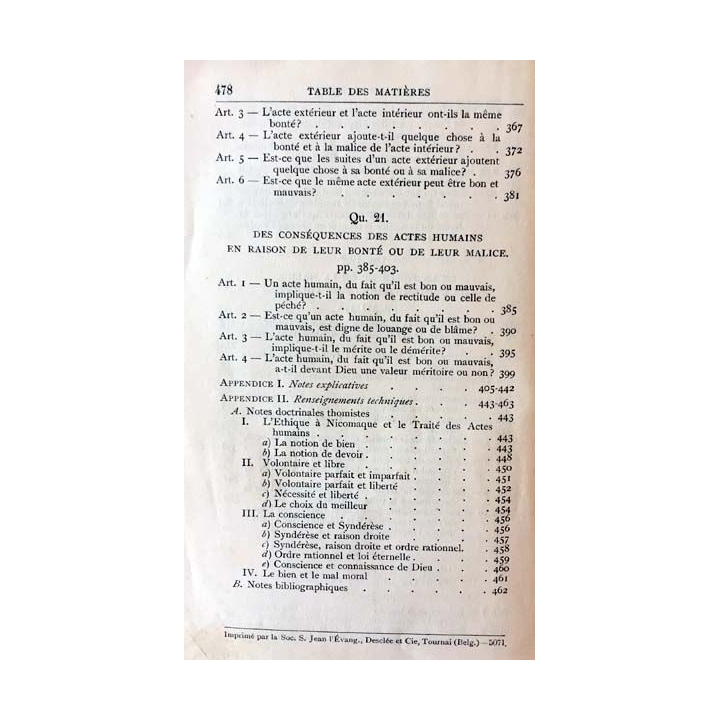 478 TABLE DES MATIÈRES
Art. 3 — L'acte extérieur et l'acte intérieur ont-ils la même
bonté? . . . . . . . . 367
Art. 4 — L'acte extérieur ajoute-t-il quelque chose à la
bonté et à la malice de l'acte intérieur? . . 372
Art. 5 — Est-ce que les suites d'un acte extérieur ajoutent
quelque chose à sa bonté ou à sa malice? . 376
Art. 6 — Est-ce que le même acte extérieur peut être bon et
mauvais? . . . . . . . 381
Qu. 21.
DES CONSÉQUENCES DES ACTES HUMAINS
EN RAISON DE LEUR BONTÉ OU DE LEUR MALICE.
pp. 385-403.
Art. 1 — Un acte humain, du fait qu'il est bon ou mauvais,
implique-t-il la notion de rectitude ou celle de
péché? . . . . . . . . 385
Art. 2 — Est-ce qu'un acte humain, du fait qu'il est bon ou
mauvais, est digne de louange ou de blâme? . 390
Art. 3 — L'acte humain, du fait qu'il est bon ou mauvais,
implique-t-il le mérite ou le démérite? . . 395
Art. 4 — L'acte humain, du fait qu'il est bon ou mauvais,
a-t-il devant Dieu une valeur méritoire ou non? 399
APPENDICE I. Notes explicatives . . . . 405-442
APPENDICE II. Renseignements techniques . . . 443-463
A. Notes doctrinales thomistes . . . . . 443
I. L'Ethique à Nicomaque et le Traité des Actes
humains . . . . . . . 443
a) La notion de bien . . . . . 443
b) La notion de devoir . . . . . 448
II. Volontaire et libre . . . . . . 450
a) Volontaire parfait et imparfait . . . . 451
b) Volontaire parfait et liberté . . . . 452
c) Nécessité et liberté . . . . . 454
d) Le choix du meilleur . . . . . 454
III. La conscience . . . . . . 456
a) Conscience et Syndérèse . . . . . 456
b) Syndérèse et raison droite . . . . 457
c) Syndérèse, raison droite et ordre rationnel. . 458
d) Ordre rationnel et loi éternelle . . . . 459
e) Conscience et connaissance de Dieu . . . 460
IV. Le bien et le mal moral . . . . . 461
B. Notes bibliographiques . . . . . . 462
Imprimé par la Soc. S. Jean l'Évang., Desclée et Cie, Tournai (Belg.) — 5071.